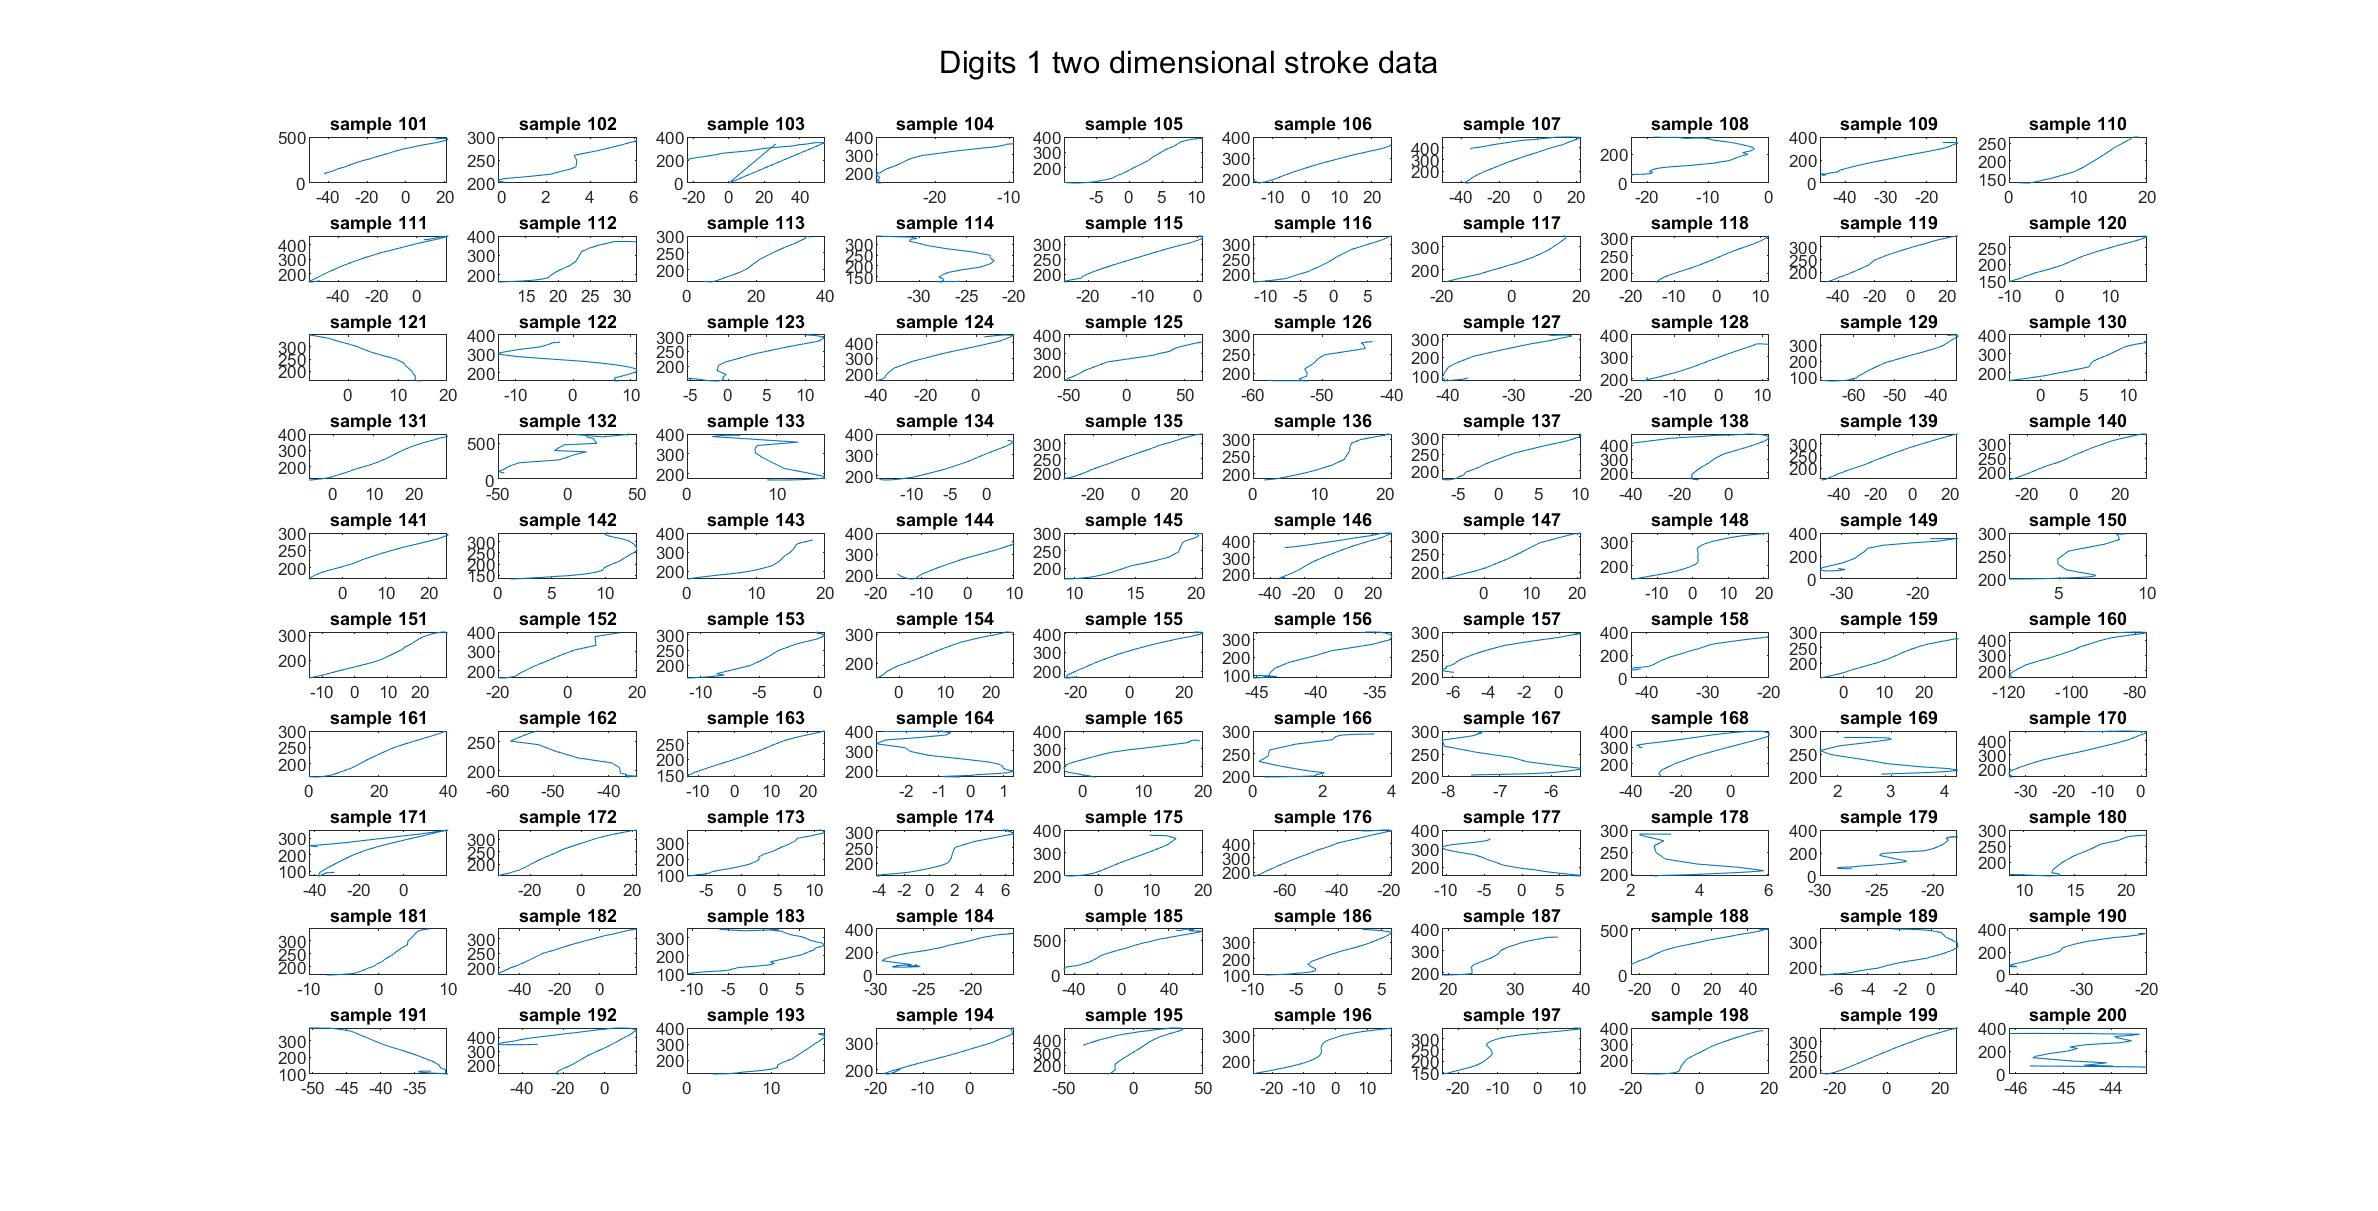 Digits 1 two dimensional stroke data
sample 101
500
0
-40 -20 0 20
sample 102
300
250
200
0 2 4 6
sample 103
400
200
0
-20 0 20 40
sample 104
400
300
200
-20 -10
sample 105
400
300
200
-5 0 5 10
sample 106
400
300
200
-10 0 10 20
sample 107
400
300
200
-40 -20 0 20
sample 108
200
0
-20 -10 0
sample 109
400
200
0
-40 -30 -20
sample 110
250
200
150
0 10 20
sample 111
400
300
200
-40 -20 0
sample 112
400
300
200
15 20 25 30
sample 113
300
250
200
0 20 40
sample 114
300
250
200
150
-30 -25 -20
sample 115
300
250
200
-20 -10 0
sample 116
300
250
200
-10 -5 0 5
sample 117
300
200
-20 0 20
sample 118
300
250
200
-20 -10 0 10
sample 119
300
250
200
-40 -20 0 20
sample 120
250
200
150
-10 0 10
sample 121
300
250
200
0 10 20
sample 122
400
300
200
-10 0 10
sample 123
300
250
200
-5 0 5 10
sample 124
400
300
200
-40 -20 0
sample 125
400
300
200
-50 0 50
sample 126
300
250
200
-60 -50 -40
sample 127
300
200
100
-40 -30 -20
sample 128
400
300
200
-20 -10 0 10
sample 129
300
200
100
-60 -50 -40
sample 130
400
300
200
0 5 10
sample 131
400
300
200
0 10 20
sample 132
500
0
-50 0 50
sample 133
400
300
200
0 10
sample 134
400
300
200
-10 -5 0
sample 135
300
250
200
-20 0 20
sample 136
300
250
200
0 10 20
sample 137
300
250
200
-5 0 5 10
sample 138
400
300
200
-40 -20 0
sample 139
300
250
200
-40 -20 0 20
sample 140
300
250
200
-20 0 20
sample 141
300
250
200
0 10 20
sample 142
300
250
200
150
0 5 10
sample 143
400
300
200
0 10 20
sample 144
400
300
200
-20 -10 0 10
sample 145
300
250
200
10 15 20
sample 146
400
300
200
-40 -20 0 20
sample 147
300
250
200
0 10 20
sample 148
300
200
-10 0 10 20
sample 149
400
200
0
-30 -20
sample 150
300
250
200
5 10
sample 151
300
200
-10 0 10 20
sample 152
400
300
200
-20 0 20
sample 153
300
250
200
-10 -5 0
sample 154
300
200
0 10 20
sample 155
400
300
200
-20 0 20
sample 156
300
200
100
-45 -40 -35
sample 157
300
250
200
-6 -4 -2 0
sample 158
400
200
0
-40 -30 -20
sample 159
300
250
200
0 10 20
sample 160
400
300
200
-120 -100 -80
sample 161
300
250
200
0 20 40
sample 162
250
200
-60 -50 -40
sample 163
250
200
150
-10 0 10 20
sample 164
400
300
200
-2 -1 0 1
sample 165
400
300
200
0 10 20
sample 166
300
250
200
0 2 4
sample 167
300
250
200
-8 -7 -6
sample 168
400
300
200
-40 -20 0
sample 169
300
250
200
2 3 4
sample 170
400
300
200
-30 -20 -10 0
sample 171
300
200
100
-40 -20 0
sample 172
300
250
200
-20 0 20
sample 173
300
200
100
-5 0 5 10
sample 174
300
250
200
-4 -2 0 2 4 6
sample 175
400
300
200
0 10 20
sample 176
400
300
200
-60 -40 -20
sample 177
400
300
200
-10 -5 0 5
sample 178
300
250
200
2 4 6
sample 179
400
200
0
-30 -25 -20
sample 180
300
250
200
10 15 20
sample 181
300
250
200
-10 0 10
sample 182
300
250
200
-40 -20 0
sample 183
300
200
100
-10 -5 0 5
sample 184
400
200
0
-30 -25 -20
sample 185
500
0
-40 0 40
sample 186
300
200
100
-10 -5 0 5
sample 187
400
300
200
20 30 40
sample 188
500
0
-20 0 20 40
sample 189
300
200
-6 -4 -2 0
sample 190
400
200
0
-40 -30 -20
sample 191
300
200
100
-50 -45 -40 -35
sample 192
400
300
200
-40 -20 0
sample 193
400
300
200
100
0 10
sample 194
300
200
-20 -10 0
sample 195
400
300
200
-50 0 50
sample 196
300
200
-20 -10 0 10
sample 197
300
250
200
150
-20 -10 0 10
sample 198
400
300
200
-20 0 20
sample 199
300
250
200
-20 0 20
sample 200
400
200
0
-46 -45 -44